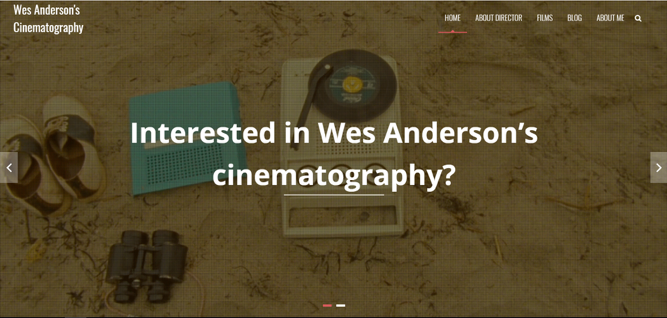 Wes Anderson's
Cinematography
HOME
ABOUT DIRECTOR
FILMS
BLOG
ABOUT ME
Interested in Wes Anderson’s
cinematography?